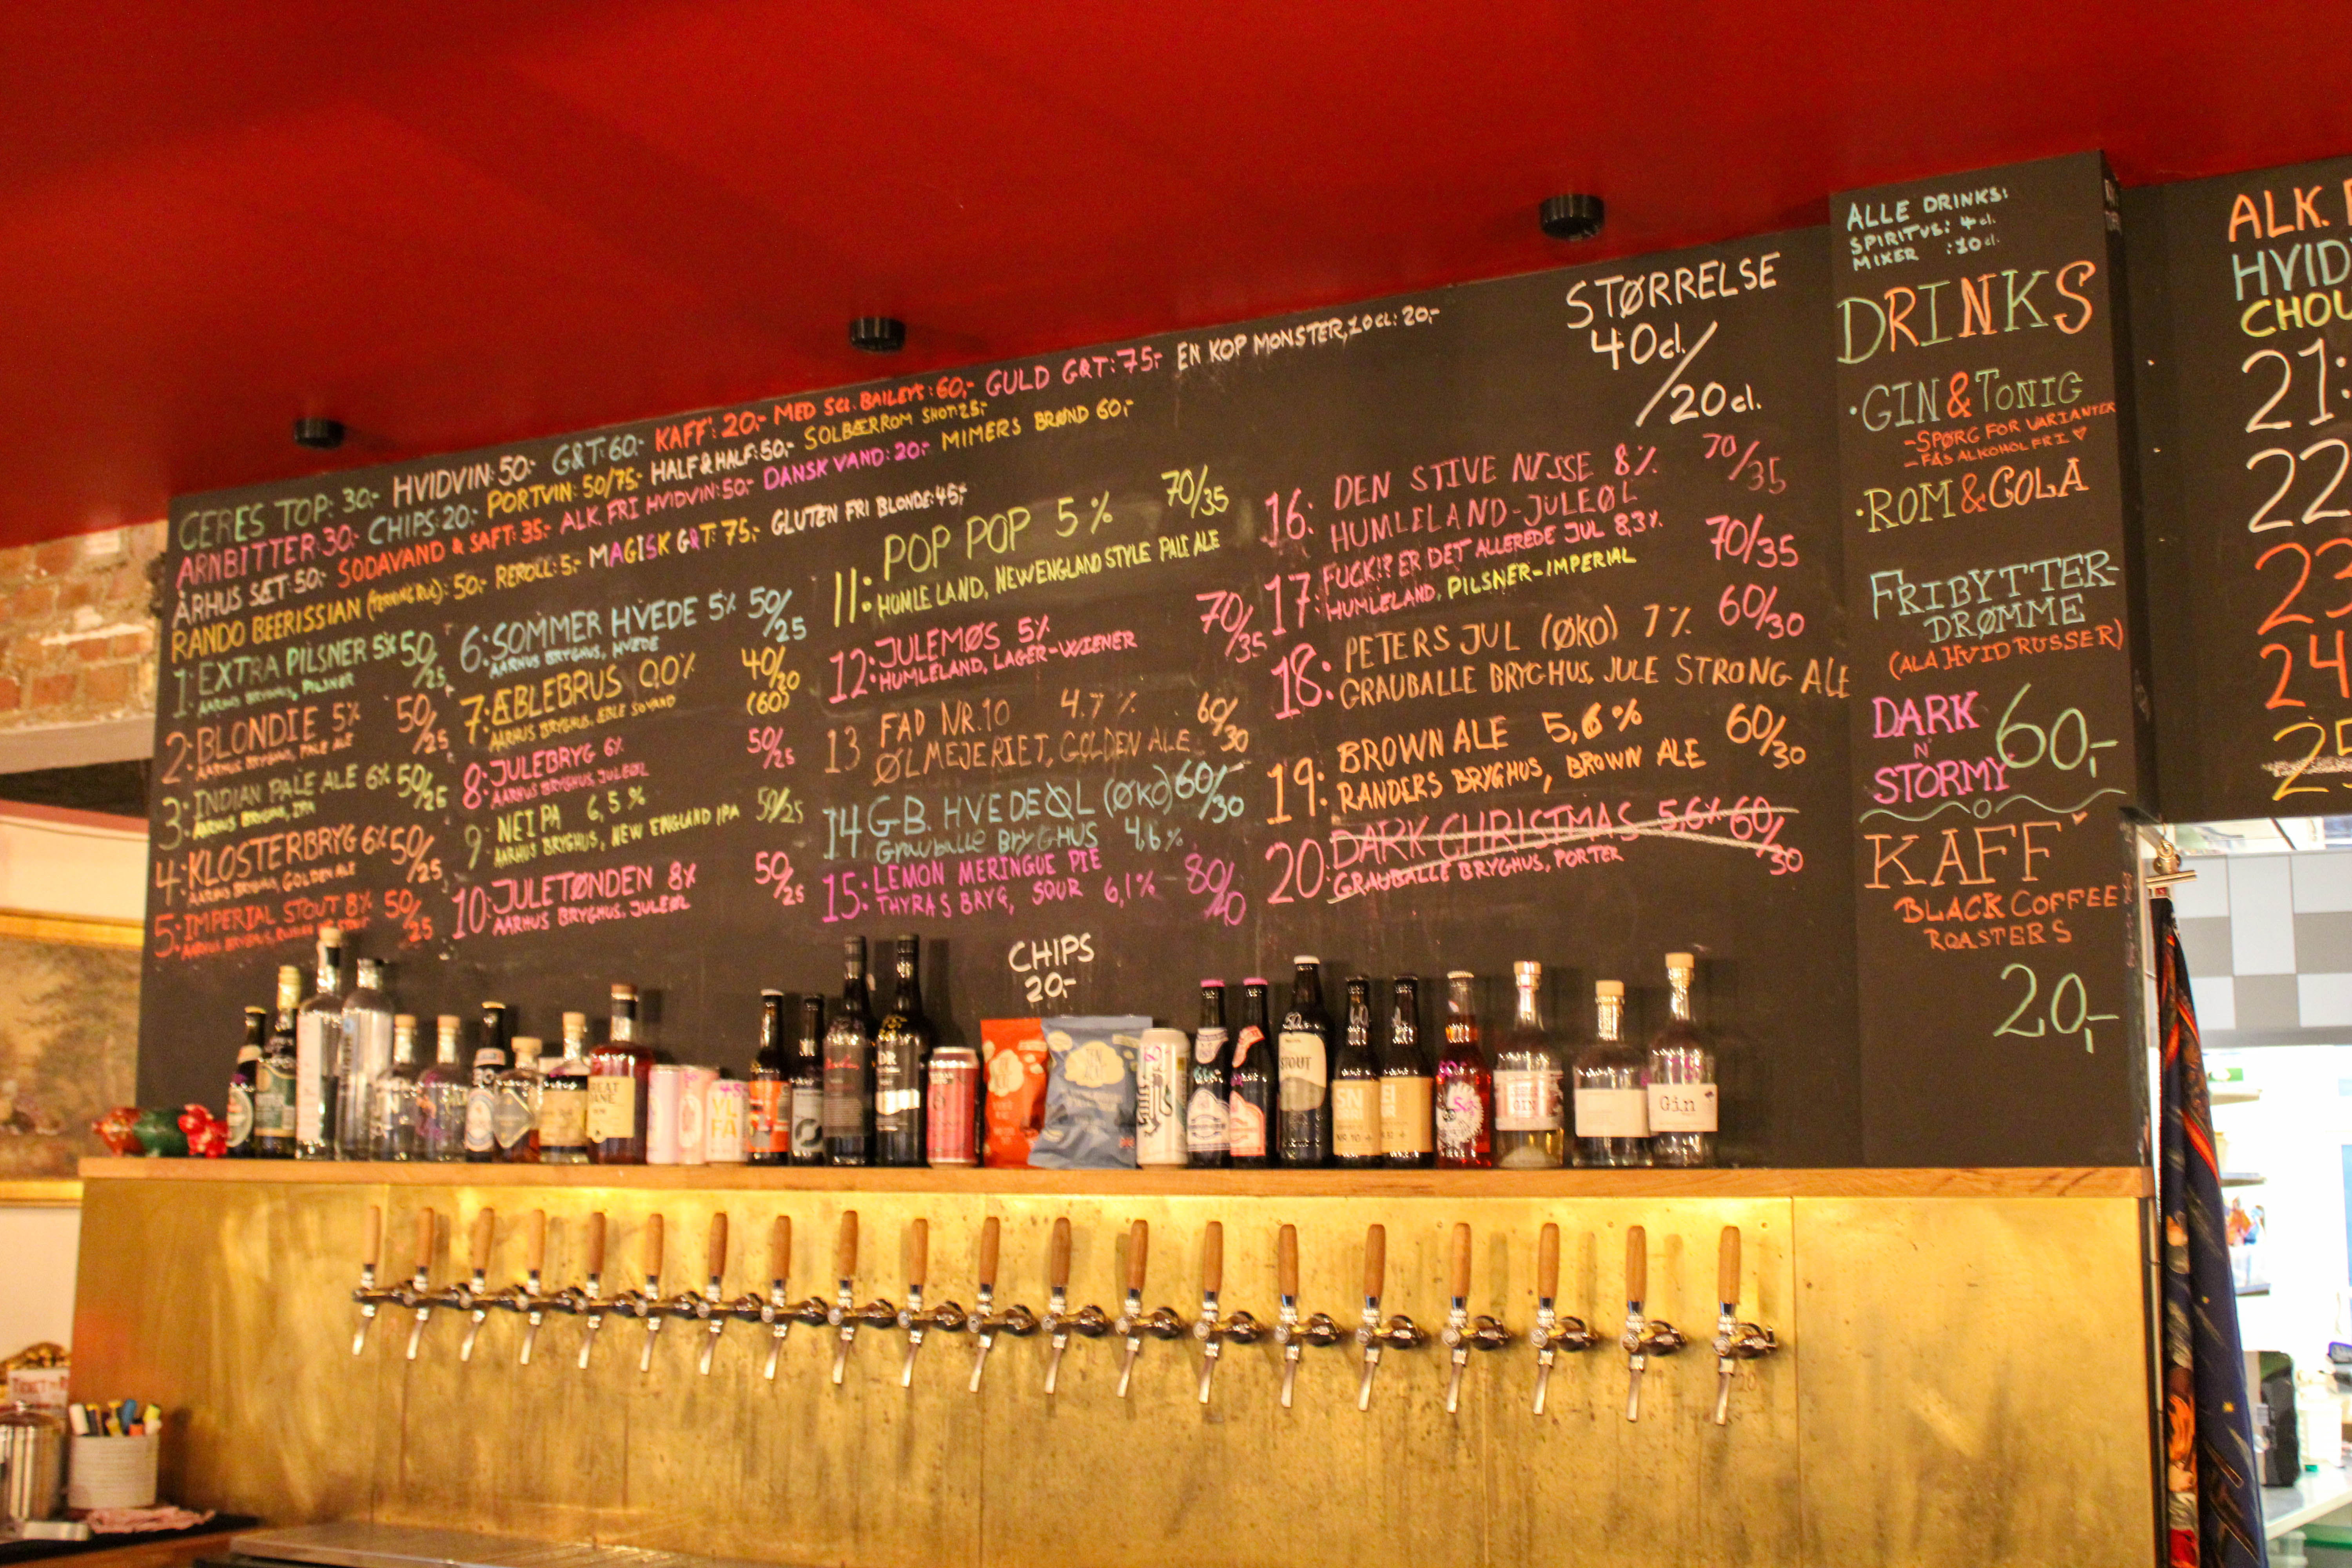 CERES TOP: 30,- HVIDVIN: 50,- G&T: 60,- KAFF': 20,- MED 5cl. BAILEYS: 60,- GULD G&T: 75,- EN KOP MONSTER, 10cl: 20,-
ARNBITTER: 30,- CHIPS: 20,- PORTVIN: 50/75,- HALF & HALF: 50,- SOLBÆRROM SHOT: 25,-
ÅRHUS SÆT: 50,- SODAVAND & SAFT: 35,- ALK. FRI HVIDVIN: 50,- DANSK VAND: 20,- MIMERS BRØND 60,-
RANDO BEERISSIAN: 50,- REROLL: 5,- MAGISK G&T: 75,- GLUTEN FRI BLONDE: 45,-
1: EXTRA PILSNER 5% 50/25
AARHUS BRYGHUS, PILSNER
2: BLONDIE 5% 50/25
AARHUS BRYGHUS, PALE ALE
3: INDIAN PALE ALE 6% 50/25
AARHUS BRYGHUS, IPA
4: KLOSTERBRYG 6% 50/25
AARHUS BRYGHUS, GOLDEN ALE
5: IMPERIAL STOUT 8% 50/25
AARHUS BRYGHUS,
6: SOMMER HVEDE 5% 50/25
AARHUS BRYGHUS, HVEDE
7: ÆBLEBRUS 0,0% 40/20
AARHUS BRYGHUS, ÆBLE SOVAND (60)
8: JULEBRYG 6% 50/25
AARHUS BRYGHUS, JULEØL
9: NEIPA 6,5% 50/25
AARHUS BRYGHUS, NEW ENGLAND IPA
10: JULETØNDEN 8% 50/25
AARHUS BRYGHUS, JULEØL
11: POP POP 5% 70/35
HUMLELAND, NEW ENGLAND STYLE PALE ALE
12: JULEMØS 5% 70/35
HUMLELAND, LAGER-WIENER
13 FAD NR.10 4.7% 60/30
ØLMEJERIET, GOLDEN ALE
14 G.B. HVEDEØL (ØKO) 60/30
Grauballe BRYGHUS 4,6%
15: LEMON MERINGUE PIE 80/40
THYRAS BRYG, SOUR 6,1%
CHIPS
20,-
STØRRELSE
40cl./20cl.
16: DEN STIVE NISSE 8% 70/35
HUMLELAND-JULEØL
17: FUCK!? ER DET ALLEREDE JUL 8,3% 70/35
HUMLELAND, PILSNER-IMPERIAL
18: PETERS JUL (ØKO) 7% 60/30
GRAUBALLE BRYGHUS, JULE STRONG ALE
19: BROWN ALE 5,6% 60/30
RANDERS BRYGHUS, BROWN ALE
20: DARK CHRISTMAS 5,6% 60/30
GRAUBALLE BRYGHUS, PORTER
ALLE DRINKS:
SPIRITUS: 4 cl.
MIXER : 10 cl.
DRINKS
·GIN & TONIG
-SPØRG FOR VARIANTER
-FÅS ALKOHOLFRI ♡
·ROM & COLA
FRIBYTTER-
DRØMME
(ALA HVID RUSSER)
DARK
N'
STORMY
60,-
KAFF'
BLACK COFFEE
ROASTERS
20,-
ALK.
HVID
CHOU
21:
22
23
24
25
STOUT
Gin